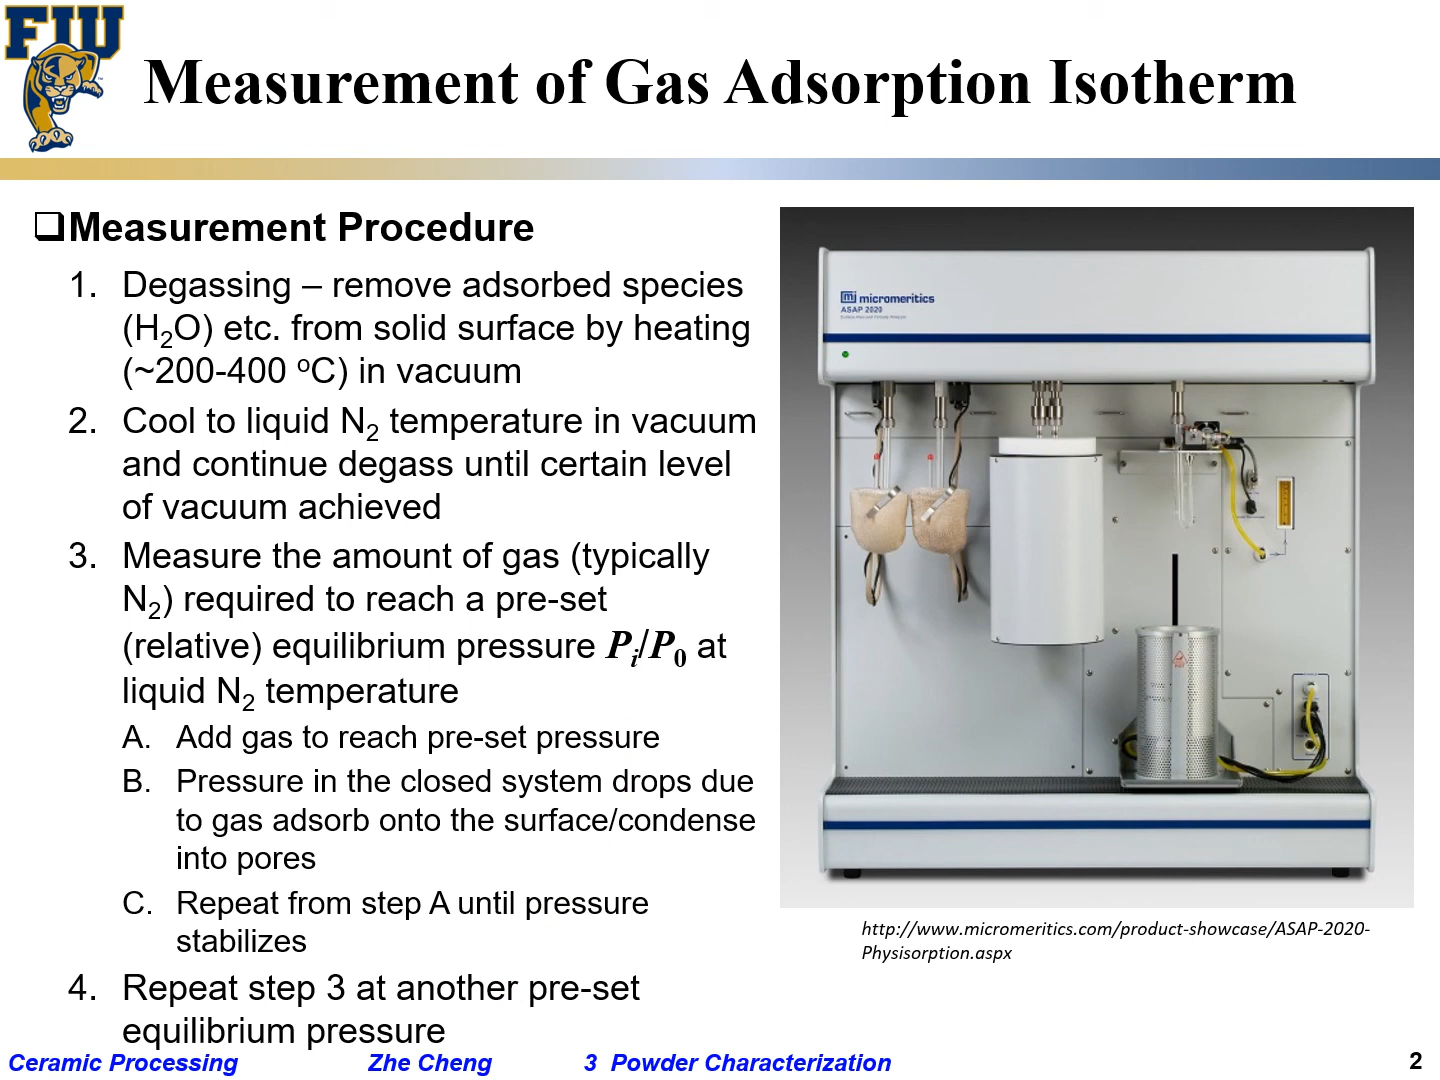 FIU
Measurement of Gas Adsorption Isotherm
❑Measurement Procedure
1. Degassing – remove adsorbed species
(H₂O) etc. from solid surface by heating
(~200-400 ᵒC) in vacuum
2. Cool to liquid N₂ temperature in vacuum
and continue degass until certain level
of vacuum achieved
3. Measure the amount of gas (typically
N₂) required to reach a pre-set
(relative) equilibrium pressure Pᵢ/P₀ at
liquid N₂ temperature
A. Add gas to reach pre-set pressure
B. Pressure in the closed system drops due
to gas adsorb onto the surface/condense
into pores
C. Repeat from step A until pressure
stabilizes
4. Repeat step 3 at another pre-set
equilibrium pressure
mi micromeritics
ASAP 2020
http://www.micromeritics.com/product-showcase/ASAP-2020-
Physisorption.aspx
Ceramic Processing Zhe Cheng 3 Powder Characterization 2